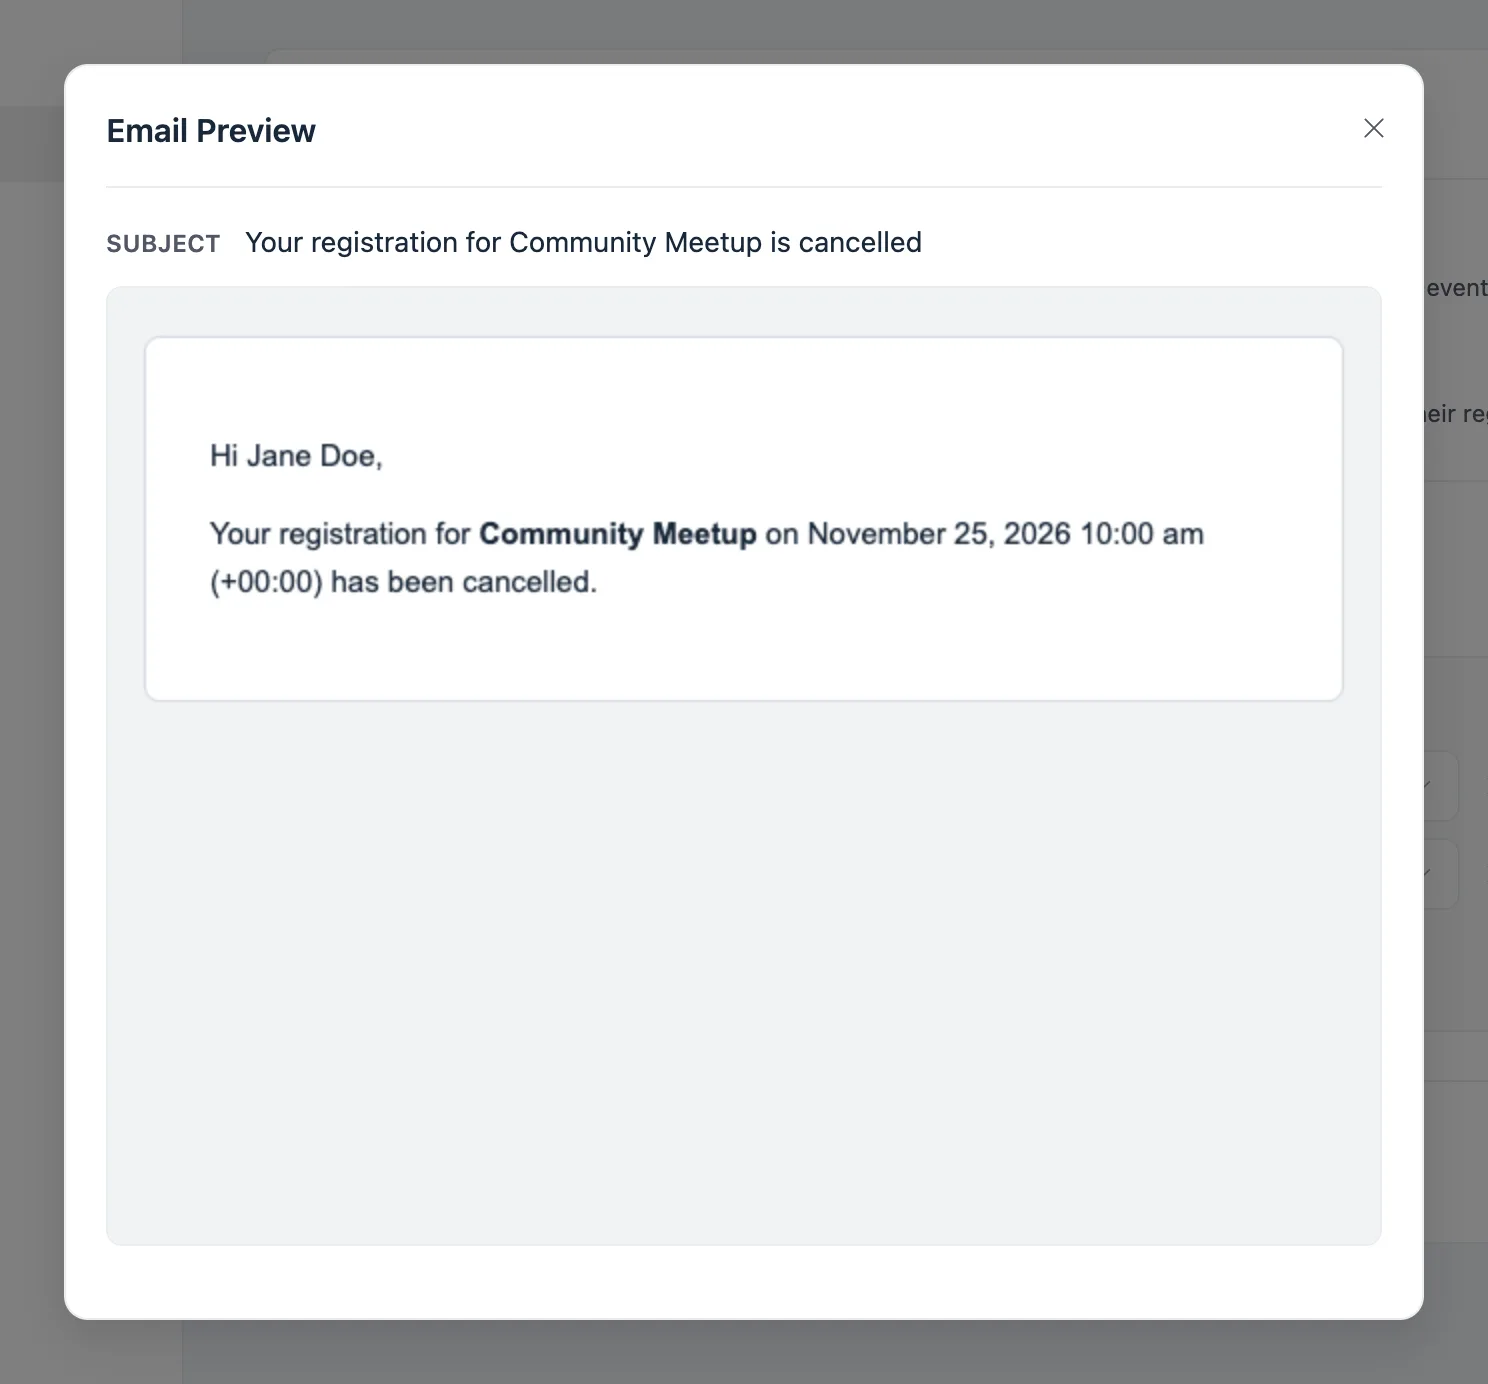 Email Preview
SUBJECT Your registration for Community Meetup is cancelled
event
Hi Jane Doe,
Your registration for Community Meetup on November 25, 2026 10:00 am
(+00:00) has been cancelled.